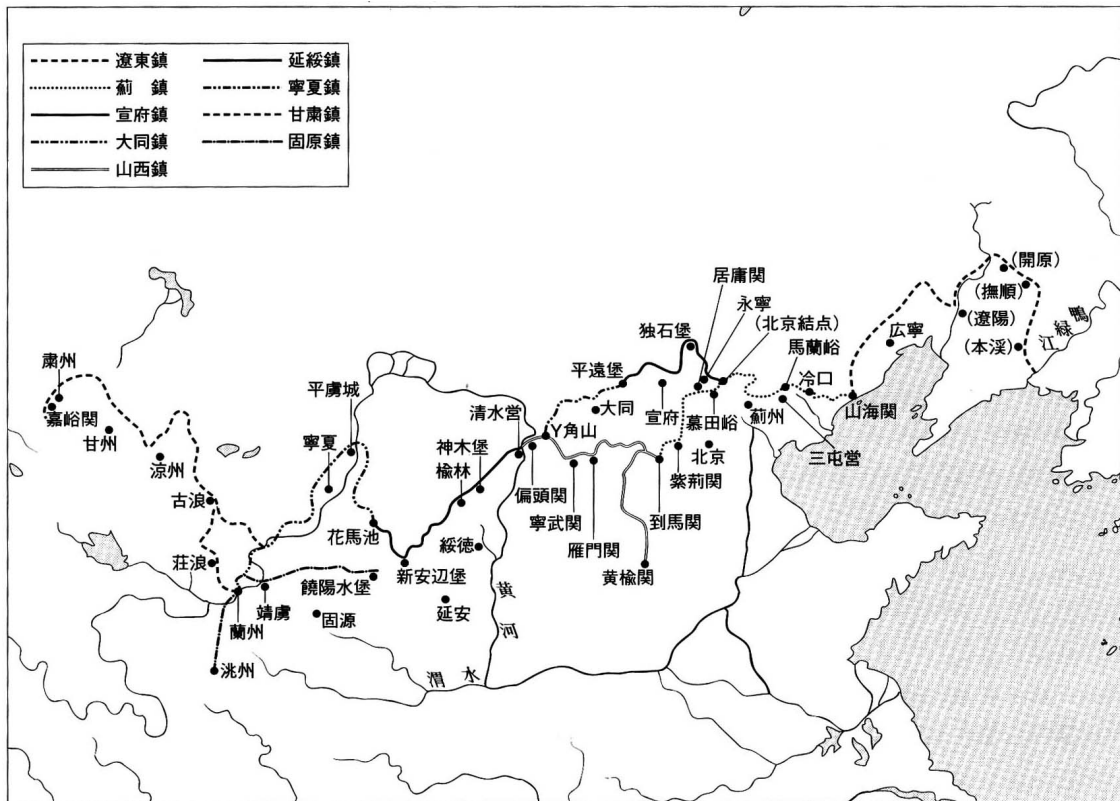 遼東鎮
薊　鎮
宣府鎮
大同鎮
山西鎮
延綏鎮
寧夏鎮
甘粛鎮
固原鎮
粛州
嘉峪関
甘州
涼州
古浪
荘浪
蘭州
靖虜
洮州
固源
饒陽水堡
平虜城
寧夏
花馬池
新安辺堡
延安
綏徳
楡林
神木堡
清水営
Y角山
偏頭関
寧武関
雁門関
黄楡関
到馬関
紫荊関
大同
平遠堡
宣府
独石堡
居庸関
永寧
(北京結点)
慕田峪
北京
薊州
馬蘭峪
冷口
三屯営
山海関
広寧
(開原)
(撫順)
(遼陽)
(本渓)
鴨緑江
黄河
渭水